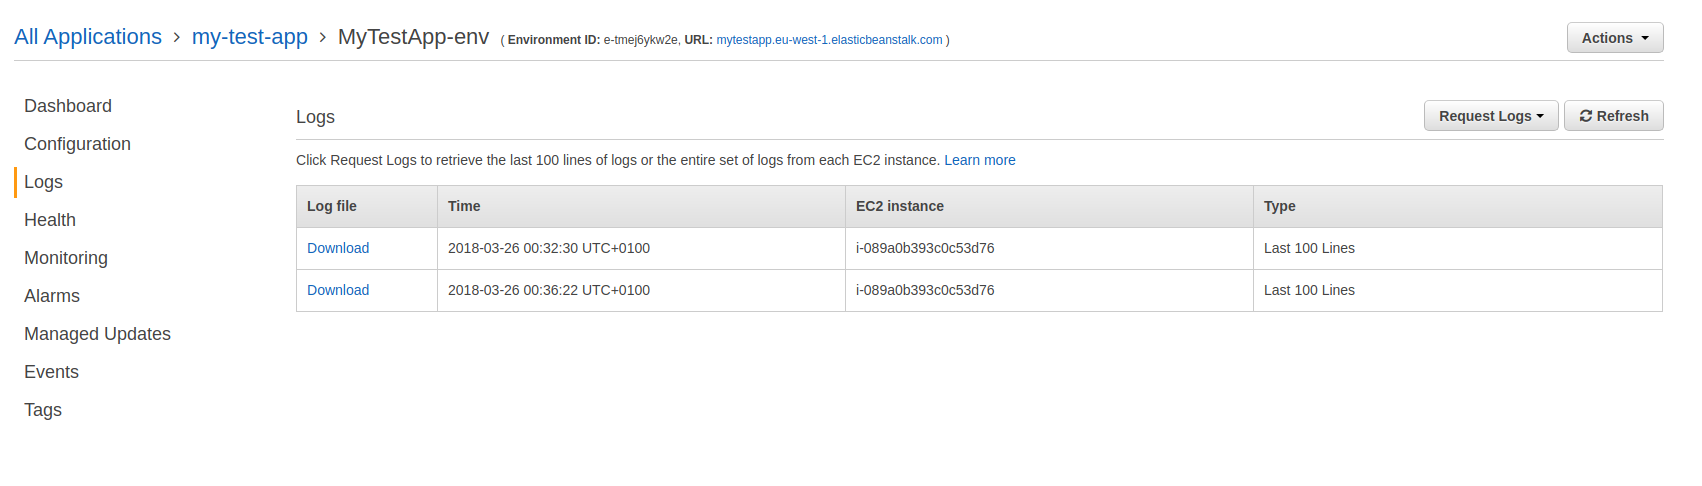 All Applications › my-test-app › MyTestApp-env ( Environment ID: e-tmej6ykw2e, URL: mytestapp.eu-west-1.elasticbeanstalk.com ) Actions
Dashboard
Configuration
Logs
Health
Monitoring
Alarms
Managed Updates
Events
Tags
Logs Request Logs Refresh
Click Request Logs to retrieve the last 100 lines of logs or the entire set of logs from each EC2 instance. Learn more
Log file Time EC2 instance Type
Download 2018-03-26 00:32:30 UTC+0100 i-089a0b393c0c53d76 Last 100 Lines
Download 2018-03-26 00:36:22 UTC+0100 i-089a0b393c0c53d76 Last 100 Lines